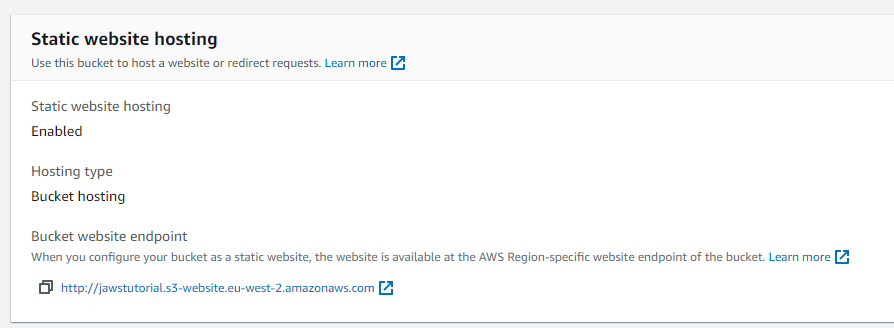 Static website hosting
Use this bucket to host a website or redirect requests. Learn more
Static website hosting
Enabled
Hosting type
Bucket hosting
Bucket website endpoint
When you configure your bucket as a static website, the website is available at the AWS Region-specific website endpoint of the bucket. Learn more
http://jawstutorial.s3-website.eu-west-2.amazonaws.com